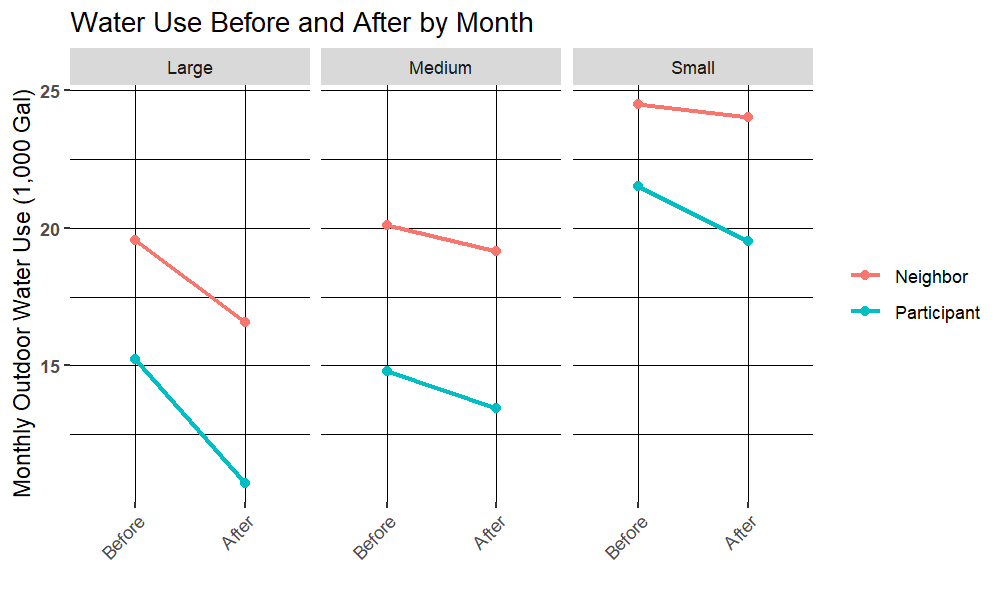 Water Use Before and After by Month
Large
Medium
Small
Monthly Outdoor Water Use (1,000 Gal)
25
20
15
Before
After
Before
After
Before
After
Neighbor
Participant